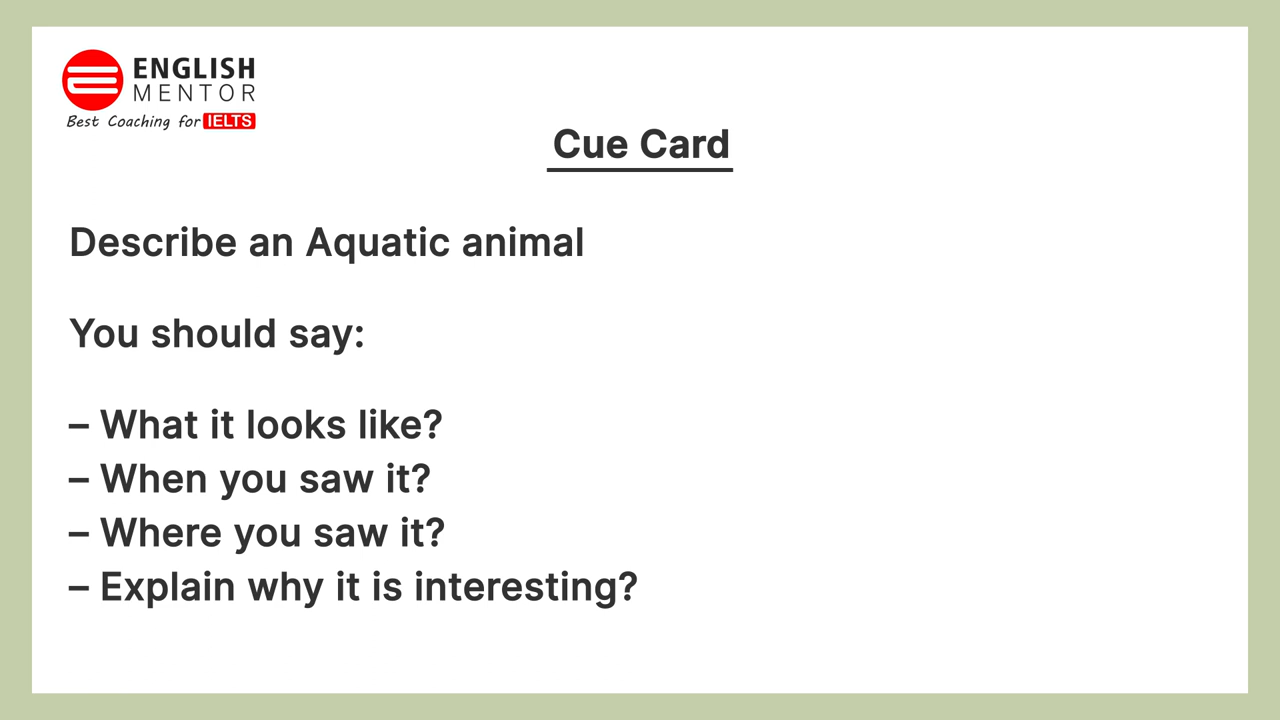 ENGLISH
MENTOR
Best Coaching for IELTS
Cue Card
Describe an Aquatic animal
You should say:
– What it looks like?
– When you saw it?
– Where you saw it?
– Explain why it is interesting?